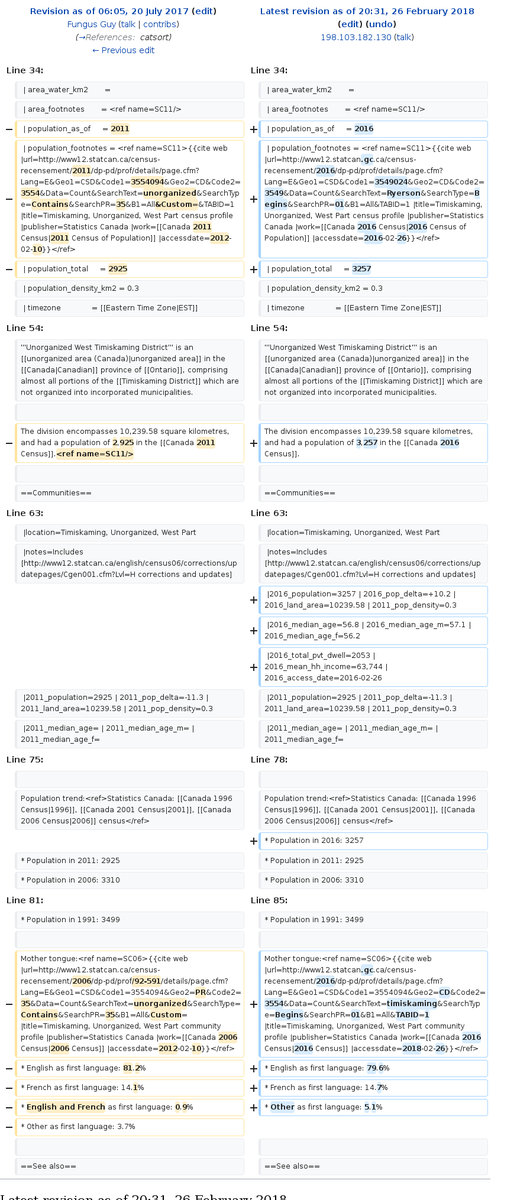 Revision as of 06:05, 20 July 2017 (edit)
Fungus Guy (talk | contribs)
(→References: catsort)
← Previous edit
Latest revision as of 20:31, 26 February 2018
(edit) (undo)
198.103.182.130 (talk)
Line 34:
| area_water_km2 =
| area_footnotes = <ref name=SC11/>
− | population_as_of = 2011
− | population_footnotes = <ref name=SC11>{{cite web
|url=http://www12.statcan.ca/census-
recensement/2011/dp-pd/prof/details/page.cfm?
Lang=E&Geo1=CSD&Code1=3554094&Geo2=CD&Code2=
3554&Data=Count&SearchText=unorganized&SearchTyp
e=Contains&SearchPR=35&B1=All&Custom=&TABID=1
|title=Timiskaming, Unorganized, West Part census profile
|publisher=Statistics Canada |work=[[Canada 2011
Census|2011 Census of Population]] |accessdate=2012-
02-10}}</ref>
− | population_total = 2925
| population_density_km2 = 0.3
| timezone = [[Eastern Time Zone|EST]]
Line 34:
| area_water_km2 =
| area_footnotes = <ref name=SC11/>
+ | population_as_of = 2016
+ | population_footnotes = <ref name=SC11>{{cite web
|url=http://www12.statcan.gc.ca/census-
recensement/2016/dp-pd/prof/details/page.cfm?
Lang=E&Geo1=CSD&Code1=3549024&Geo2=CD&Code2=
3549&Data=Count&SearchText=Ryerson&SearchType=B
egins&SearchPR=01&B1=All&TABID=1 |title=Timiskaming,
Unorganized, West Part census profile |publisher=Statistics
Canada |work=[[Canada 2016 Census|2016 Census of
Population]] |accessdate=2016-02-26}}</ref>
+ | population_total = 3257
| population_density_km2 = 0.3
| timezone = [[Eastern Time Zone|EST]]
Line 54:
'''Unorganized West Timiskaming District''' is an
[[unorganized area (Canada)|unorganized area]] in the
[[Canada|Canadian]] province of [[Ontario]], comprising
almost all portions of the [[Timiskaming District]] which are
not organized into incorporated municipalities.
− The division encompasses 10,239.58 square kilometres,
and had a population of 2,925 in the [[Canada 2011
Census]].<ref name=SC11/>
==Communities==
Line 54:
'''Unorganized West Timiskaming District''' is an
[[unorganized area (Canada)|unorganized area]] in the
[[Canada|Canadian]] province of [[Ontario]], comprising
almost all portions of the [[Timiskaming District]] which are
not organized into incorporated municipalities.
+ The division encompasses 10,239.58 square kilometres,
and had a population of 3,257 in the [[Canada 2016
Census]].
==Communities==
Line 63:
|location=Timiskaming, Unorganized, West Part
|notes=Includes
[http://www12.statcan.ca/english/census06/corrections/up
datepages/Cgen001.cfm?Lvl=H corrections and updates]
|2011_population=2925 | 2011_pop_delta=-11.3 |
2011_land_area=10239.58 | 2011_pop_density=0.3
|2011_median_age= | 2011_median_age_m= |
2011_median_age_f=
Line 63:
|location=Timiskaming, Unorganized, West Part
|notes=Includes
[http://www12.statcan.ca/english/census06/corrections/up
datepages/Cgen001.cfm?Lvl=H corrections and updates]
+ |2016_population=3257 | 2016_pop_delta=+10.2 |
2016_land_area=10239.58 | 2011_pop_density=0.3
+ |2016_median_age=56.8 | 2016_median_age_m=57.1 |
2016_median_age_f=56.2
+ |2016_total_pvt_dwell=2053 |
2016_mean_hh_income=63,744 |
2016_access_date=2016-02-26
|2011_population=2925 | 2011_pop_delta=-11.3 |
2011_land_area=10239.58 | 2011_pop_density=0.3
|2011_median_age= | 2011_median_age_m= |
2011_median_age_f=
Line 75:
Population trend:<ref>Statistics Canada: [[Canada 1996
Census|1996]], [[Canada 2001 Census|2001]], [[Canada
2006 Census|2006]] census</ref>
* Population in 2011: 2925
* Population in 2006: 3310
Line 78:
Population trend:<ref>Statistics Canada: [[Canada 1996
Census|1996]], [[Canada 2001 Census|2001]], [[Canada
2006 Census|2006]] census</ref>
+ * Population in 2016: 3257
* Population in 2011: 2925
* Population in 2006: 3310
Line 81:
* Population in 1991: 3499
− Mother tongue:<ref name=SC06>{{cite web
|url=http://www12.statcan.ca/census-
recensement/2006/dp-pd/prof/92-591/details/page.cfm?
Lang=E&Geo1=CSD&Code1=3554094&Geo2=PR&Code2=
35&Data=Count&SearchText=unorganized&SearchType=
Contains&SearchPR=35&B1=All&Custom=
|title=Timiskaming, Unorganized, West Part community
profile |publisher=Statistics Canada |work=[[Canada 2006
Census|2006 Census]] |accessdate=2012-02-10}}</ref>
− * English as first language: 81.2%
− * French as first language: 14.1%
− * English and French as first language: 0.9%
− * Other as first language: 3.7%
==See also==
Line 85:
* Population in 1991: 3499
+ Mother tongue:<ref name=SC06>{{cite web
|url=http://www12.statcan.gc.ca/census-
recensement/2016/dp-pd/prof/details/page.cfm?
Lang=E&Geo1=CSD&Code1=3554094&Geo2=CD&Code2=
3554&Data=Count&SearchText=timiskaming&SearchTyp
e=Begins&SearchPR=01&B1=All&TABID=1
|title=Timiskaming, Unorganized, West Part community
profile |publisher=Statistics Canada |work=[[Canada 2016
Census|2016 Census]] |accessdate=2018-02-26}}</ref>
+ * English as first language: 79.6%
+ * French as first language: 14.7%
+ * Other as first language: 5.1%
==See also==
Latest revision as of 20:31, 26 February 2018